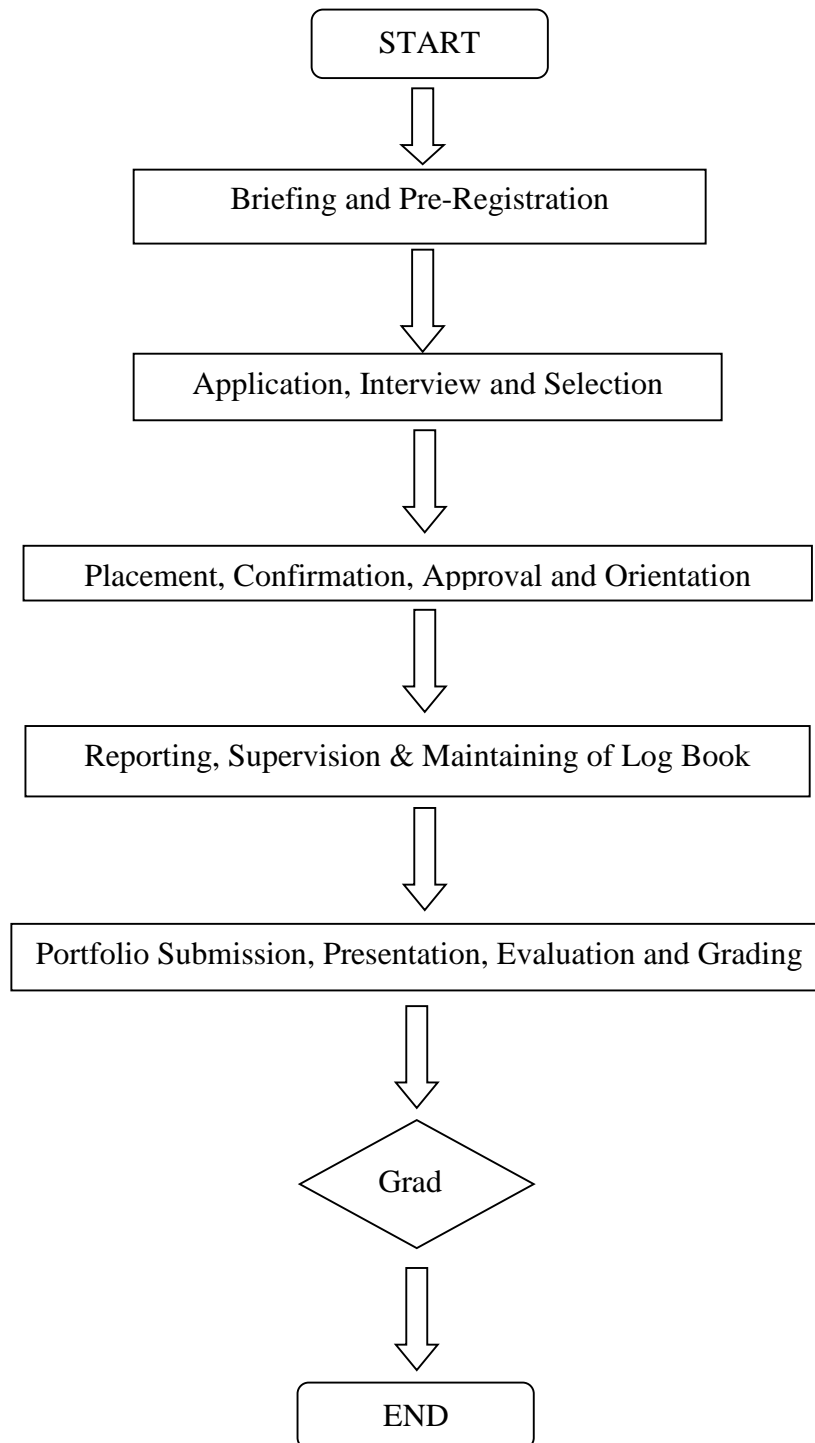 START
Briefing and Pre-Registration
Application, Interview and Selection
Placement, Confirmation, Approval and Orientation
Reporting, Supervision & Maintaining of Log Book
Portfolio Submission, Presentation, Evaluation and Grading
Grad
END